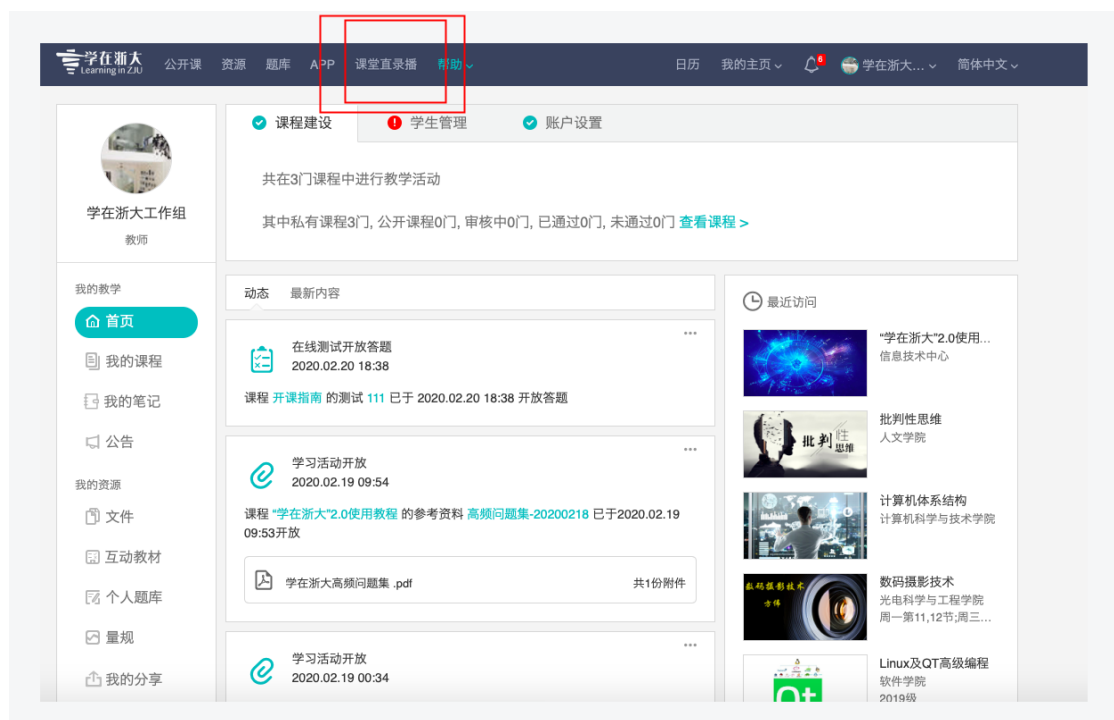 学在浙大
Learning in ZJU
公开课 资源 题库 APP 课堂直录播 帮助 日历 我的主页 6 学在浙大... 简体中文
课程建设 学生管理 账户设置
共在3门课程中进行教学活动
其中私有课程3门, 公开课程0门, 审核中0门, 已通过0门, 未通过0门 查看课程 >
学在浙大工作组
教师
我的教学
首页
我的课程
我的笔记
公告
我的资源
文件
互动教材
个人题库
量规
我的分享
动态 最新内容
在线测试开放答题
2020.02.20 18:38
课程 开课指南 的测试 111 已于 2020.02.20 18:38 开放答题
学习活动开放
2020.02.19 09:54
课程 “学在浙大”2.0使用教程 的参考资料 高频问题集-20200218 已于2020.02.19
09:53开放
学在浙大高频问题集 .pdf 共1份附件
学习活动开放
2020.02.19 00:34
最近访问
“学在浙大”2.0使用...
信息技术中心
批判性思维
批判性思维
人文学院
计算机体系结构
计算机科学与技术学院
数码摄影技术
方伟
数码摄影技术
光电科学与工程学院
周一第11,12节;周三...
Qt
Linux及QT高级编程
软件学院
2019级